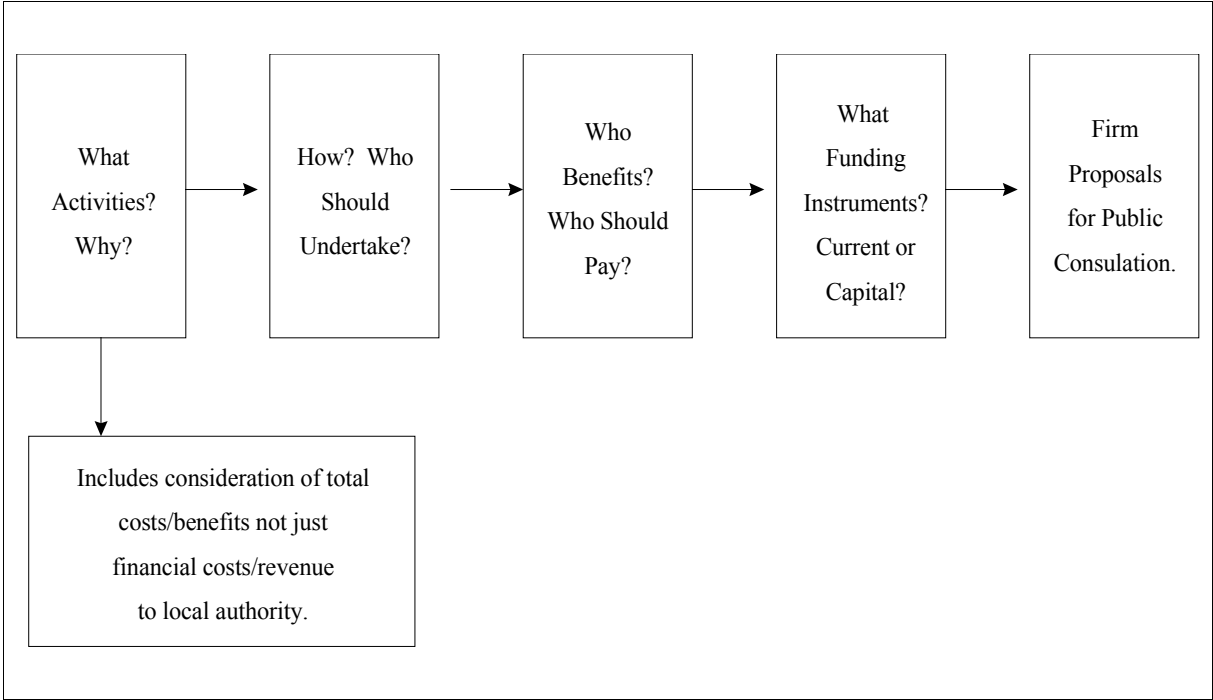 What
Activities?
Why?
How? Who
Should
Undertake?
Who
Benefits?
Who Should
Pay?
What
Funding
Instruments?
Current or
Capital?
Firm
Proposals
for Public
Consulation.
Includes consideration of total
costs/benefits not just
financial costs/revenue
to local authority.